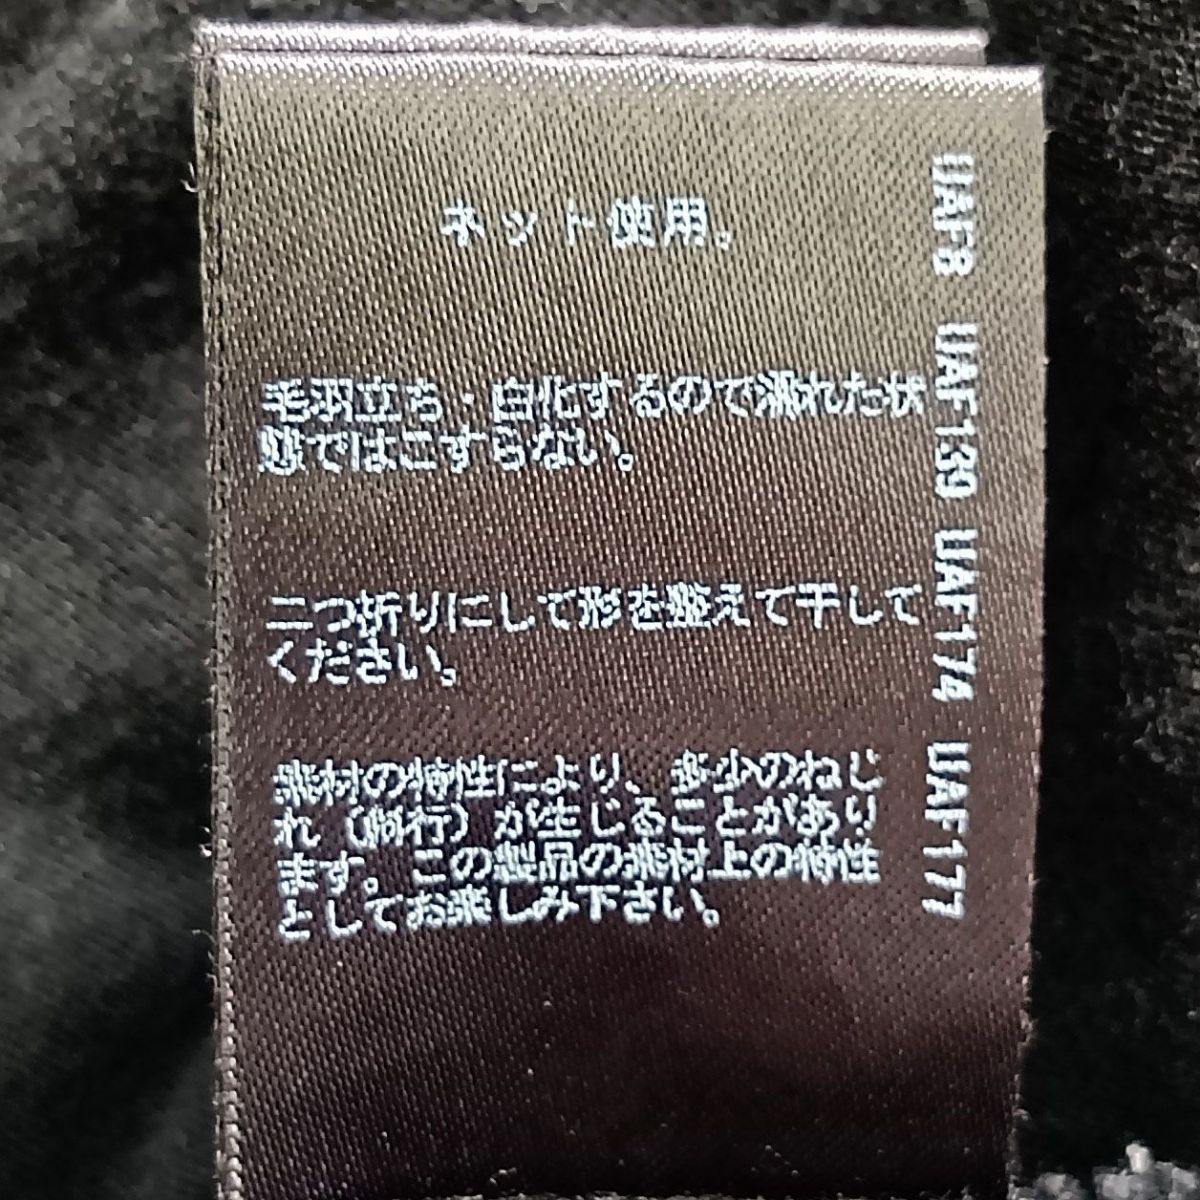 ネット使用。
毛羽立ち・白化するので濡れた状
態ではこすらない。
二つ折りにして形を整えて干して
ください。
素材の特性により、多少のねじ
れ（斜行）が生じることがあり
ます。この製品の素材上の特性
としてお楽しみ下さい。
UAF8 UAF139 UAF174 UAF177